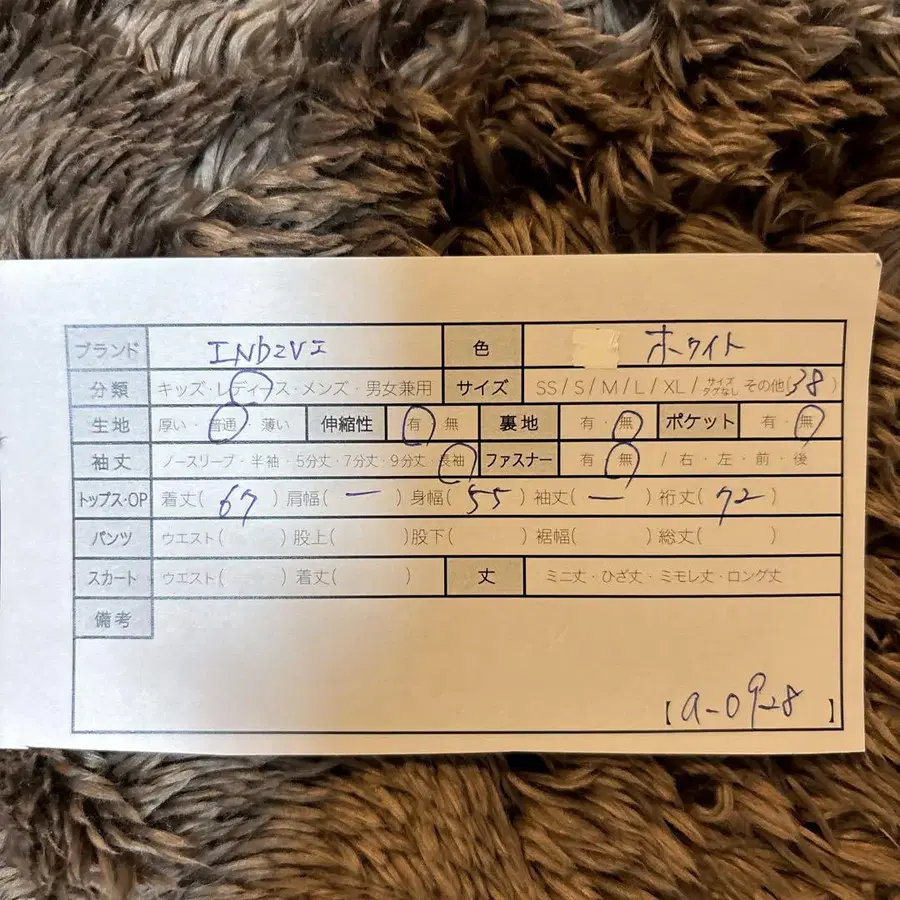 ブランド INDIVI 色 ホワイト
分類 キッズ・レディース・メンズ・男女兼用 サイズ SS/S/M/L/XL/サイズタグなし その他(38)
生地 厚い・普通・薄い 伸縮性 有・無 裏地 有・無 ポケット 有・無
袖丈 ノースリーブ・半袖・5分丈・7分丈・9分丈・長袖 ファスナー 有・無 / 右・左・前・後
トップス・OP 着丈( 67 ) 肩幅( ー ) 身幅( 55 ) 袖丈( ー ) 裄丈( 72 )
パンツ ウエスト( ) 股上( ) 股下( ) 裾幅( ) 総丈( )
スカート ウエスト( ) 着丈( ) 丈 ミニ丈・ひざ丈・ミモレ丈・ロング丈
備考
【a-0928】